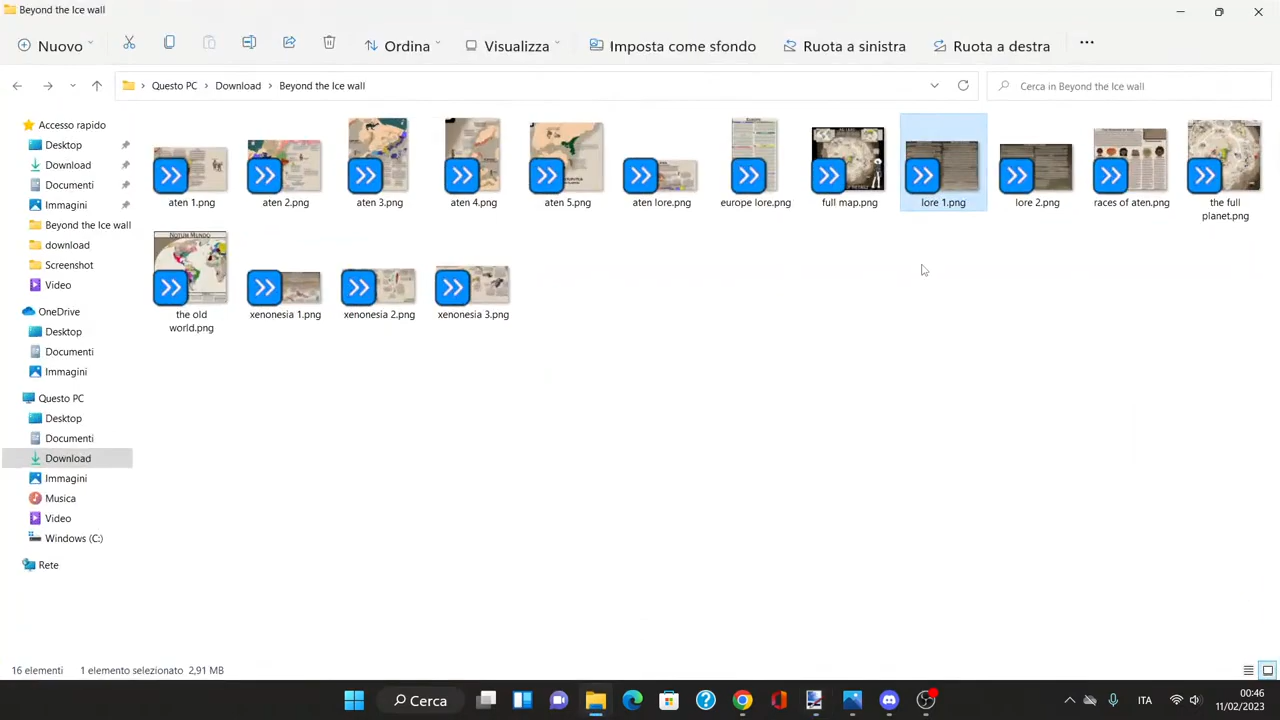 Beyond the Ice wall
Nuovo
Ordina
Visualizza
Imposta come sfondo
Ruota a sinistra
Ruota a destra
Questo PC
Download
Beyond the Ice wall
Cerca in Beyond the Ice wall
Accesso rapido
Desktop
Download
Documenti
Immagini
Beyond the Ice wall
download
Screenshot
Video
OneDrive
Desktop
Documenti
Immagini
Questo PC
Desktop
Documenti
Download
Immagini
Musica
Video
Windows (C:)
Rete
aten 1.png
aten 2.png
aten 3.png
aten 4.png
aten 5.png
aten lore.png
europe lore.png
full map.png
lore 1.png
lore 2.png
races of aten.png
the full
planet.png
NOTUM MUNDO
the old
world.png
xenonesia 1.png
xenonesia 2.png
xenonesia 3.png
16 elementi
1 elemento selezionato 2,91 MB
Cerca
ITA
00:46
11/02/2023